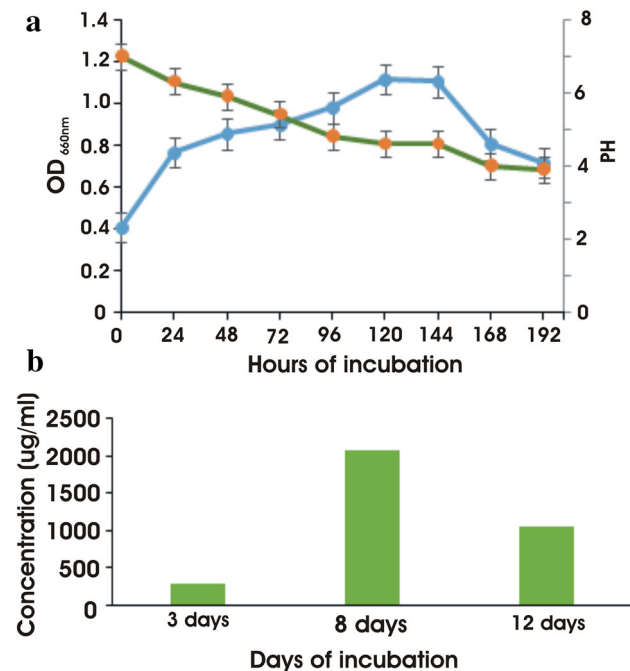 a
1.4
1.2
1.0
0.8
0.6
0.4
0.2
0
OD 660nm
8
6
4
2
0
PH
0 24 48 72 96 120 144 168 192
Hours of incubation
b
2500
2000
1500
1000
500
0
Concentration (ug/ml)
3 days 8 days 12 days
Days of incubation